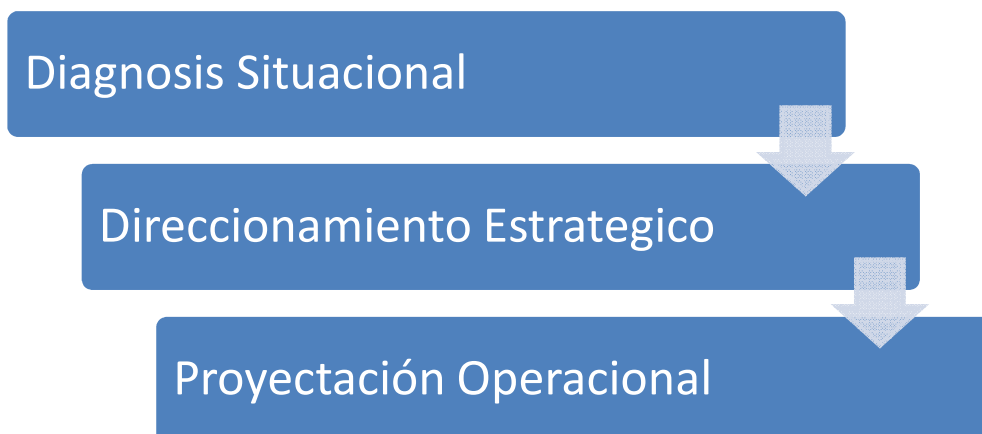 Diagnosis Situacional
Direccionamiento Estrategico
Proyectación Operacional